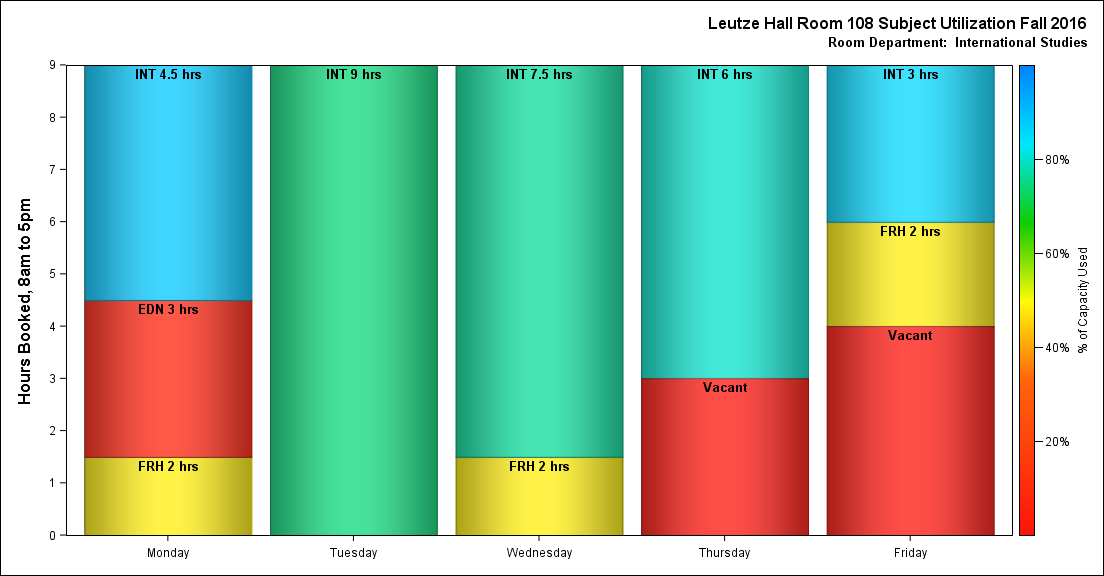 Leutze Hall Room 108 Subject Utilization Fall 2016
Room Department: International Studies
Hours Booked, 8am to 5pm
9
8
7
6
5
4
3
2
1
0
INT 4.5 hrs
EDN 3 hrs
FRH 2 hrs
INT 9 hrs
INT 7.5 hrs
FRH 2 hrs
INT 6 hrs
Vacant
INT 3 hrs
FRH 2 hrs
Vacant
Monday
Tuesday
Wednesday
Thursday
Friday
80%
60%
40%
20%
% of Capacity Used